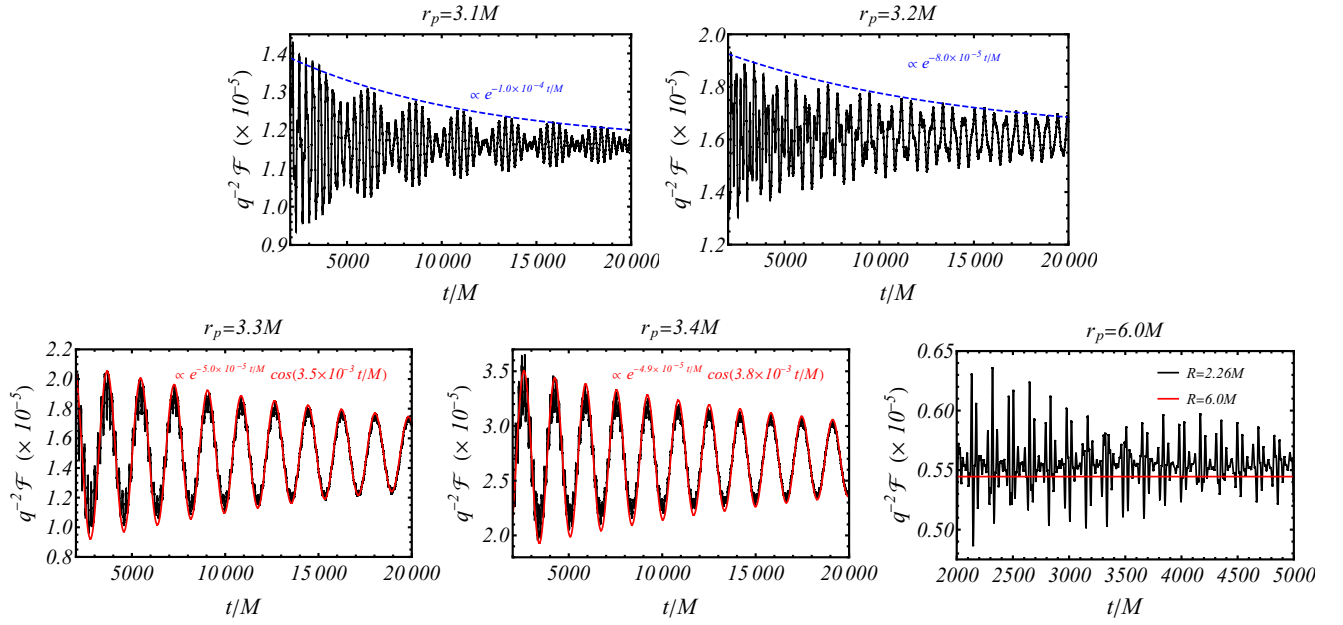 r_p=3.1M
q^{-2} ℱ (× 10^{-5})
1.4
1.3
1.2
1.1
1.0
0.9
∝ e^{-1.0×10^{-4} t/M}
5000 10 000 15 000 20 000
t/M
r_p=3.2M
q^{-2} ℱ (× 10^{-5})
2.0
1.8
1.6
1.4
1.2
∝ e^{-8.0×10^{-5} t/M}
5000 10 000 15 000 20 000
t/M
r_p=3.3M
q^{-2} ℱ (× 10^{-5})
2.2
2.0
1.8
1.6
1.4
1.2
1.0
0.8
∝ e^{-5.0×10^{-5} t/M} cos(3.5×10^{-3} t/M)
5000 10 000 15 000 20 000
t/M
r_p=3.4M
q^{-2} ℱ (× 10^{-5})
3.5
3.0
2.5
2.0
∝ e^{-4.9×10^{-5} t/M} cos(3.8×10^{-3} t/M)
5000 10 000 15 000 20 000
t/M
r_p=6.0M
q^{-2} ℱ (× 10^{-5})
0.65
0.60
0.55
0.50
R=2.26M
R=6.0M
2000 2500 3000 3500 4000 4500 5000
t/M